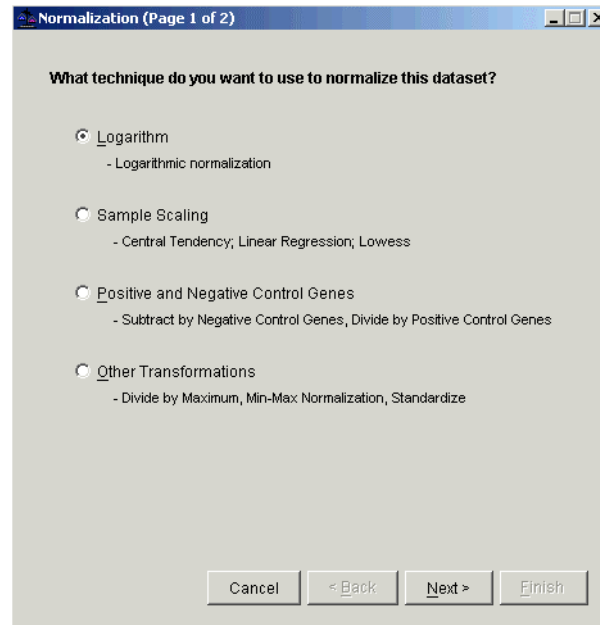 Normalization (Page 1 of 2)
What technique do you want to use to normalize this dataset?
Logarithm
- Logarithmic normalization
Sample Scaling
- Central Tendency; Linear Regression; Lowess
Positive and Negative Control Genes
- Subtract by Negative Control Genes, Divide by Positive Control Genes
Other Transformations
- Divide by Maximum, Min-Max Normalization, Standardize
Cancel < Back Next > Finish